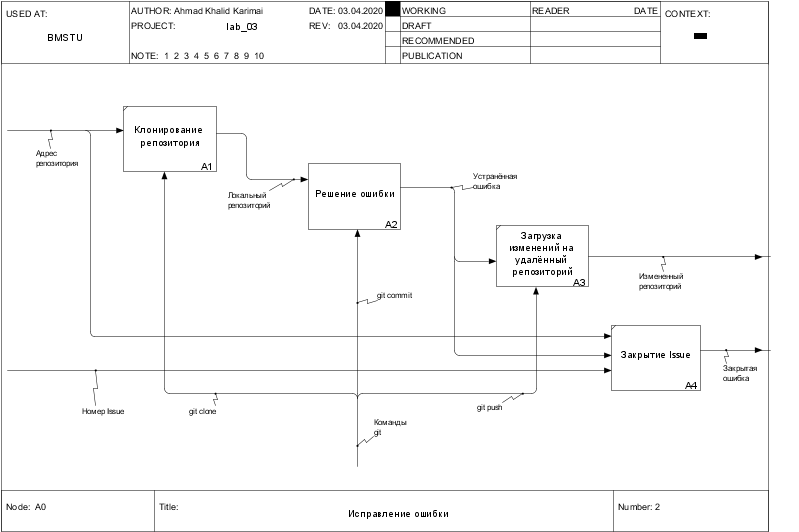 USED AT:
BMSTU
AUTHOR: Ahmad Khalid Karimai
DATE: 03.04.2020
PROJECT: lab_03
REV: 03.04.2020
NOTE: 1 2 3 4 5 6 7 8 9 10
WORKING
DRAFT
RECOMMENDED
PUBLICATION
READER
DATE
CONTEXT:
Адрес
репозитория
Клонирование
репозитория
A1
Локальный
репозиторий
Решение ошибки
A2
Устранённая
ошибка
Загрузка
изменений на
удалённый
репозиторий
A3
Измененный
репозиторий
git commit
Закрытие Issue
A4
Закрытая
ошибка
Номер Issue
git clone
git push
Команды
git
Node: A0
Title:
Исправление ошибки
Number: 2